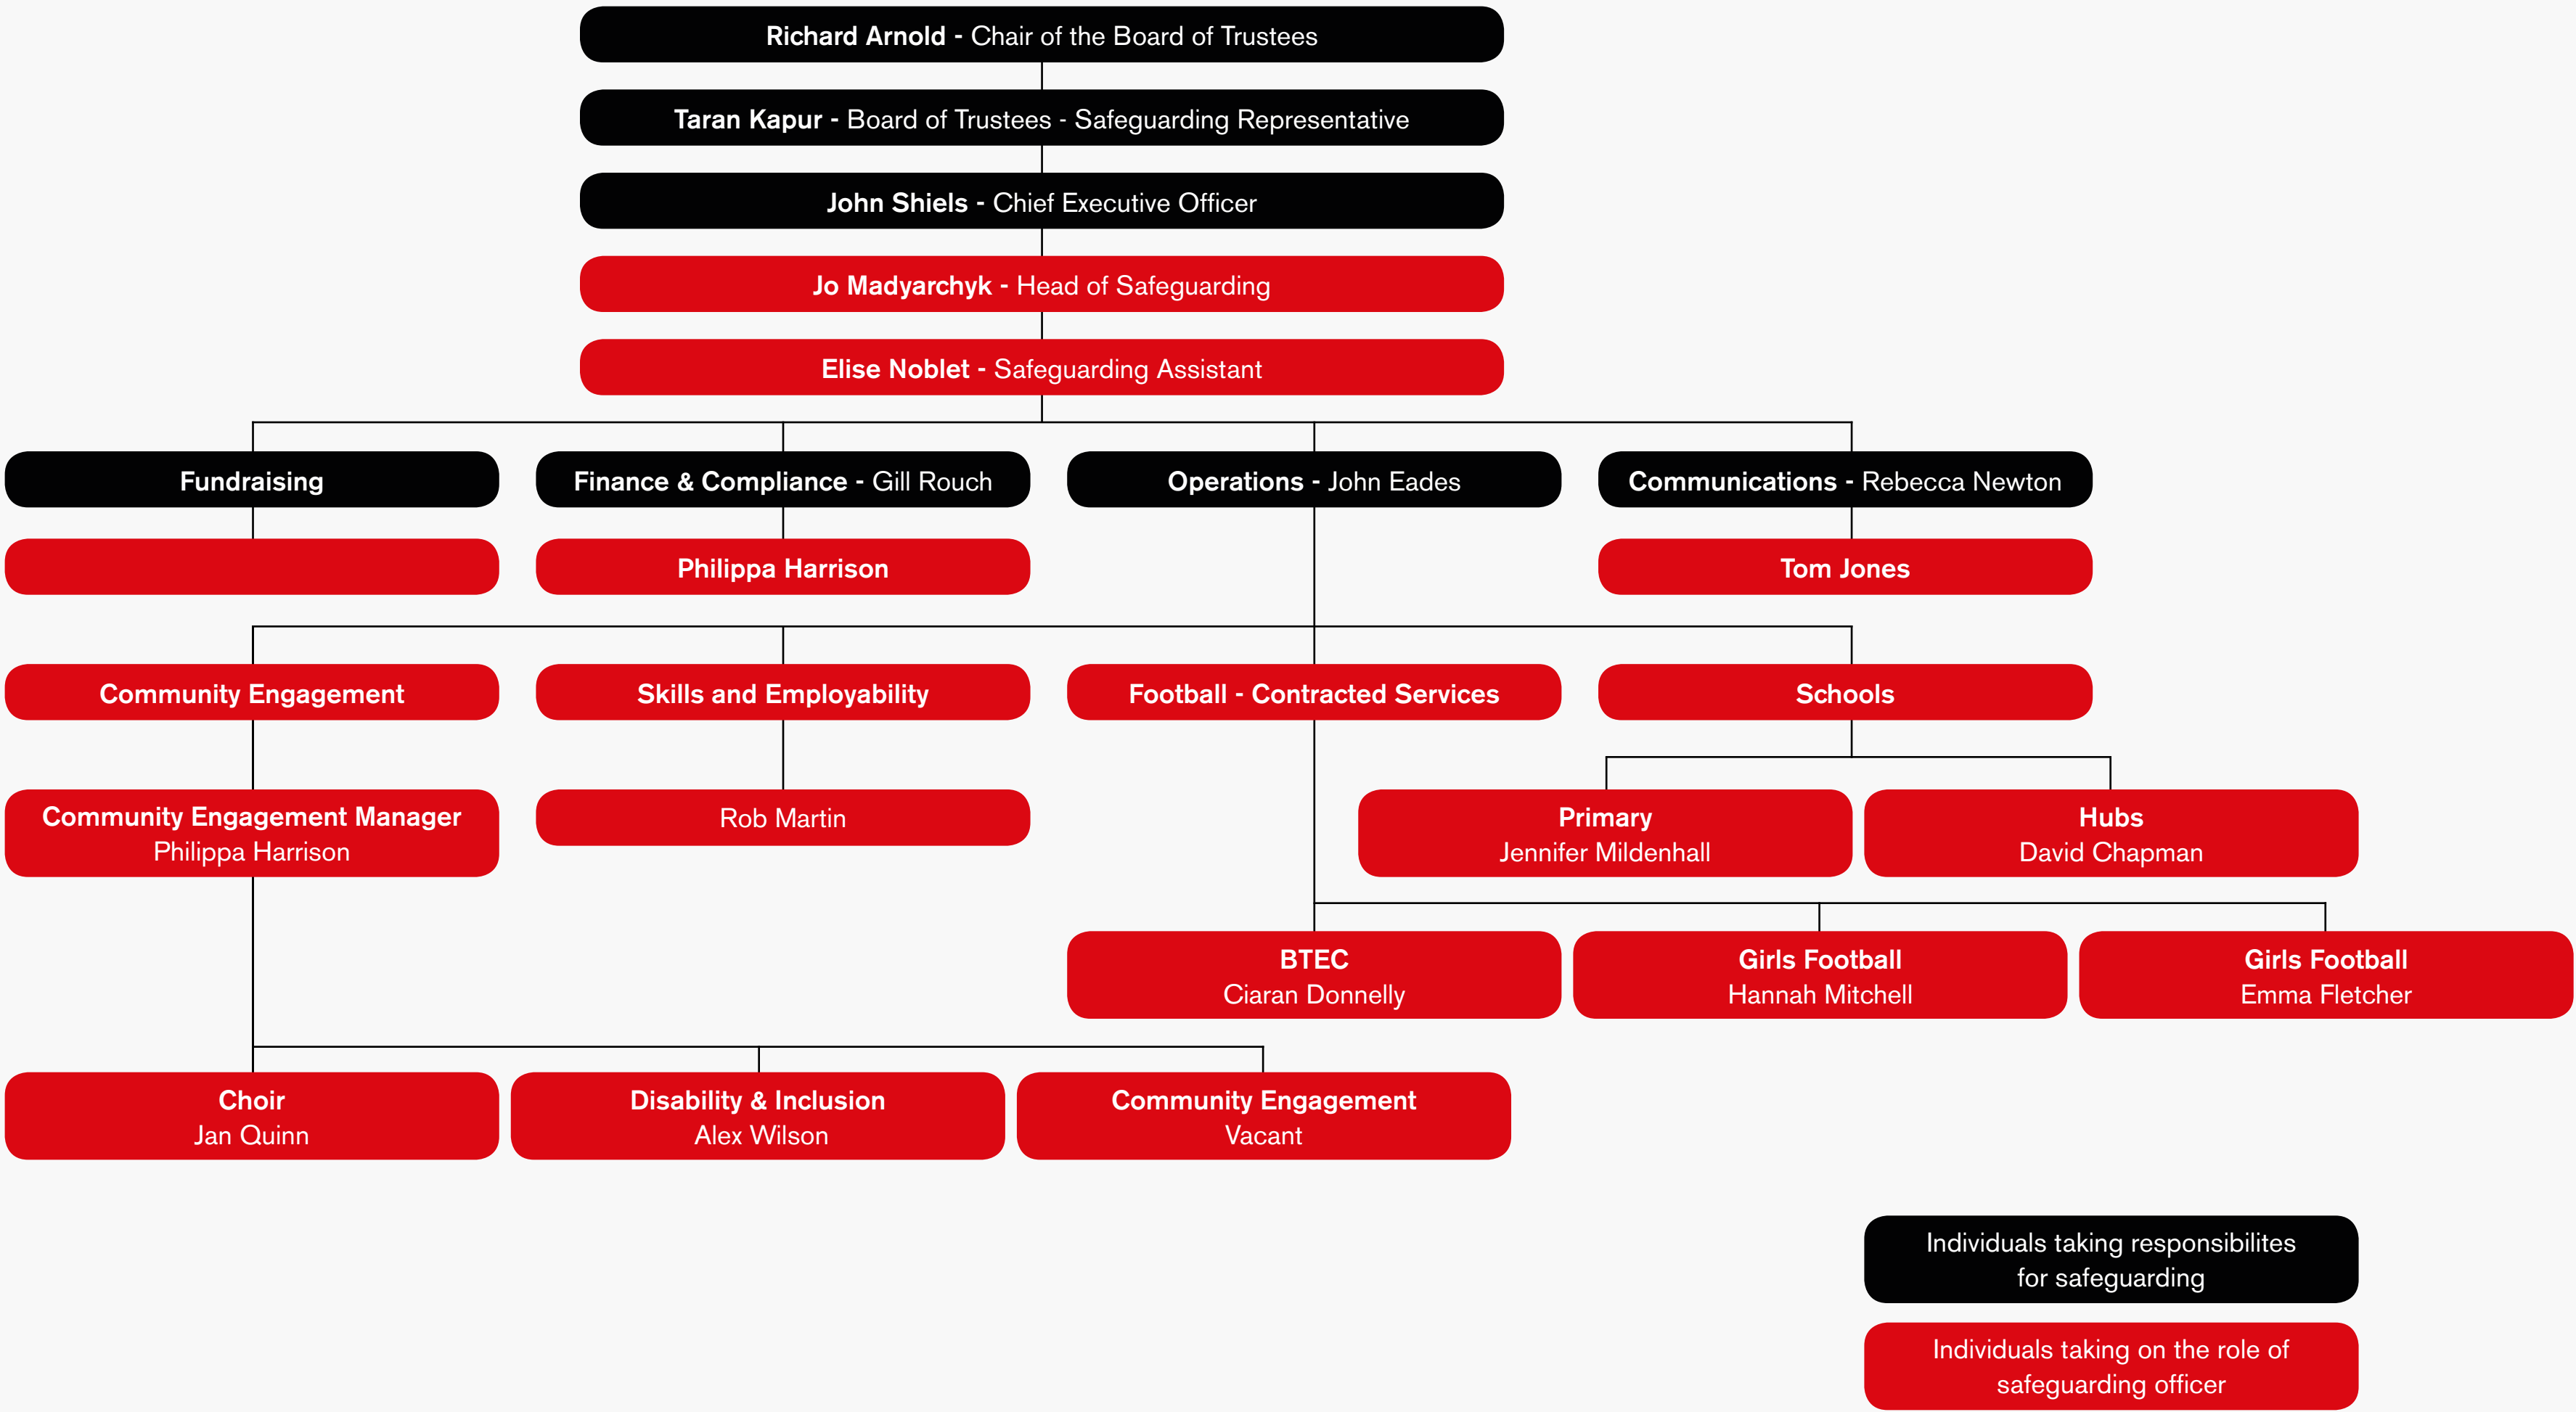 Richard Arnold - Chair of the Board of Trustees
Taran Kapur - Board of Trustees - Safeguarding Representative
John Shiels - Chief Executive Officer
Jo Madyarchyk - Head of Safeguarding
Elise Noblet - Safeguarding Assistant
Fundraising
Finance & Compliance - Gill Rouch
Operations - John Eades
Communications - Rebecca Newton
Philippa Harrison
Tom Jones
Community Engagement
Skills and Employability
Football - Contracted Services
Schools
Community Engagement Manager
Philippa Harrison
Rob Martin
Primary
Jennifer Mildenhall
Hubs
David Chapman
BTEC
Ciaran Donnelly
Girls Football
Hannah Mitchell
Girls Football
Emma Fletcher
Choir
Jan Quinn
Disability & Inclusion
Alex Wilson
Community Engagement
Vacant
Individuals taking responsibilites
for safeguarding
Individuals taking on the role of
safeguarding officer